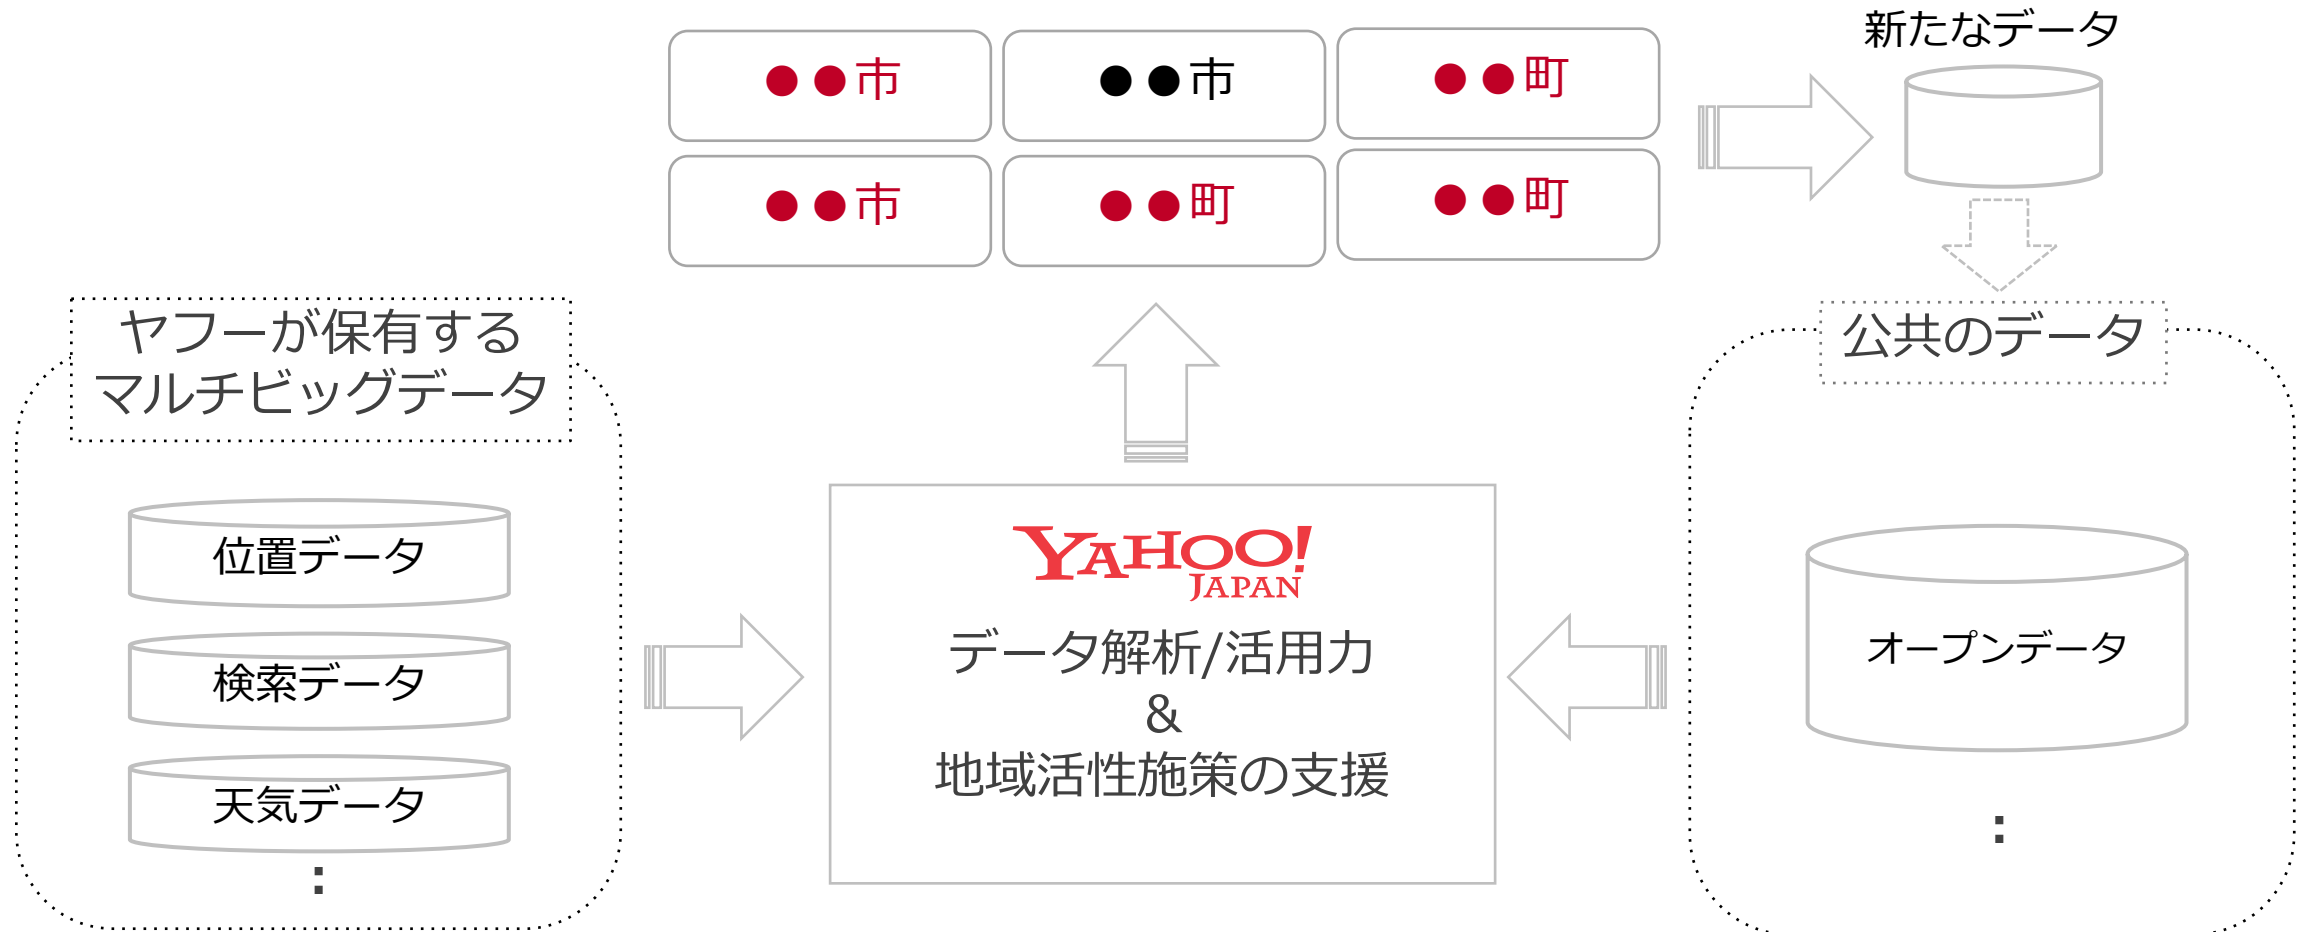 新たなデータ
●●市
●●市
●●町
●●市
●●町
●●町
ヤフーが保有する
マルチビッグデータ
位置データ
検索データ
天気データ
:
YAHOO!
JAPAN
データ解析/活用力
&
地域活性施策の支援
公共のデータ
オープンデータ
: